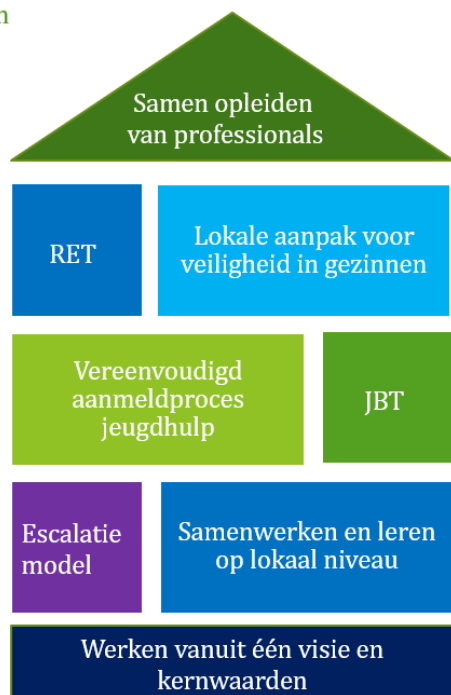 Samen opleiden
van professionals
RET
Lokale aanpak voor
veiligheid in gezinnen
Vereenvoudigd
aanmeldproces
jeugdhulp
JBT
Escalatie
model
Samenwerken en leren
op lokaal niveau
Werken vanuit één visie en
kernwaarden